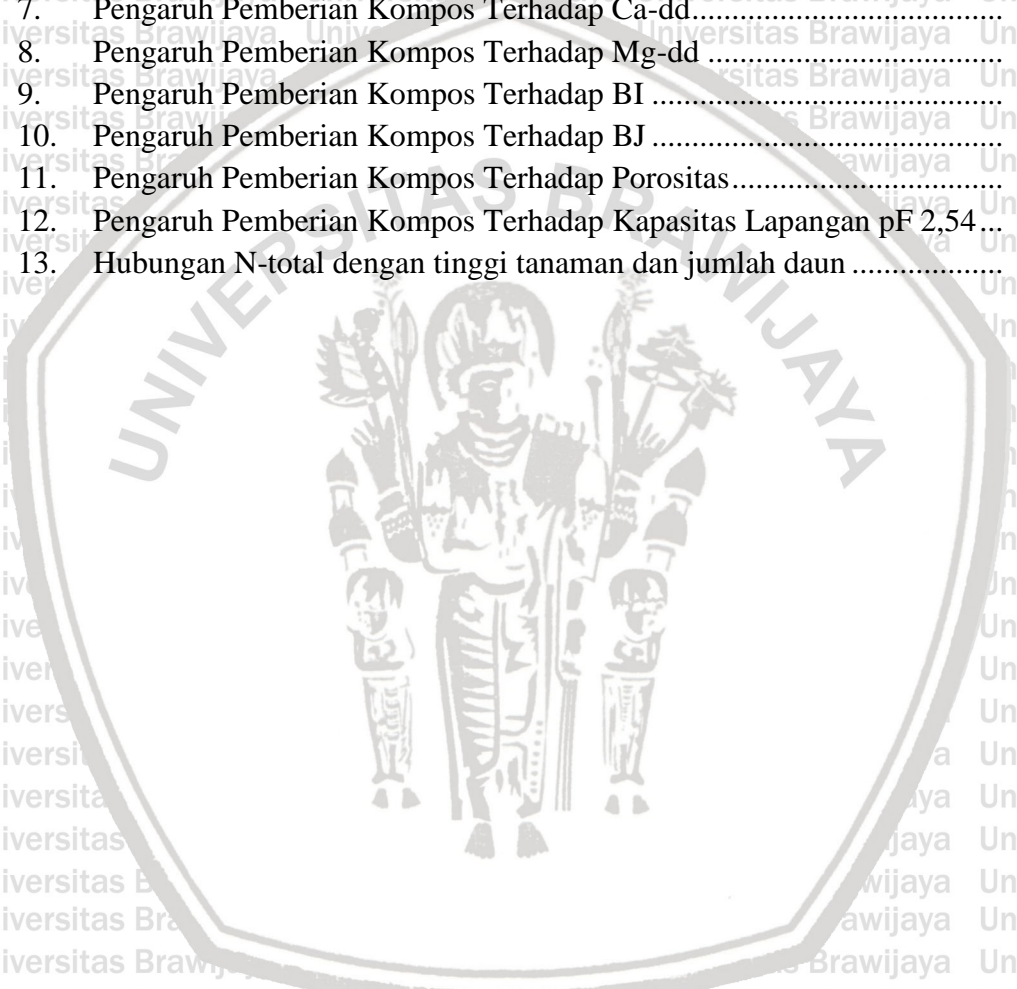 7. Pengaruh Pemberian Kompos Terhadap Ca-dd...................................
8. Pengaruh Pemberian Kompos Terhadap Mg-dd .................................
9. Pengaruh Pemberian Kompos Terhadap BI .......................................
10. Pengaruh Pemberian Kompos Terhadap BJ .......................................
11. Pengaruh Pemberian Kompos Terhadap Porositas..............................
12. Pengaruh Pemberian Kompos Terhadap Kapasitas Lapangan pF 2,54...
13. Hubungan N-total dengan tinggi tanaman dan jumlah daun .................
UNIVERSITAS BRAWIJAYA